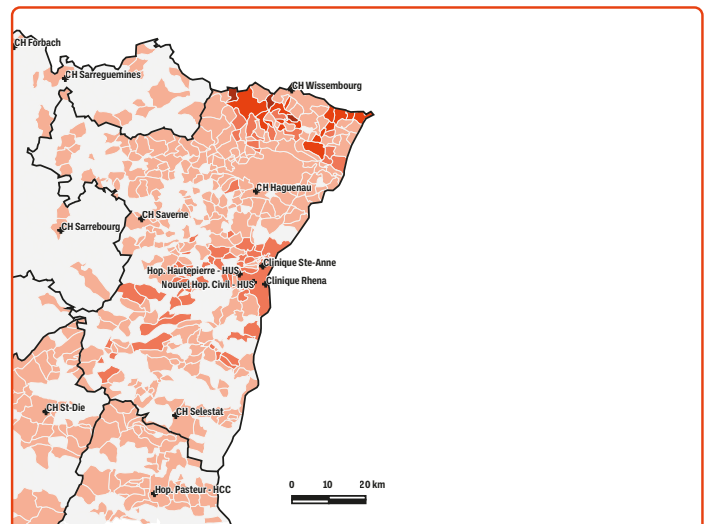 CH Forbach
CH Sarreguemines
CH Wissembourg
CH Haguenau
CH Saverne
CH Sarrebourg
Clinique Ste-Anne
Hop. Hautepierre - HUS
Nouvel Hop. Civil - HUS
Clinique Rhena
CH St-Die
CH Selestat
Hop. Pasteur - HCC
0 10 20 km